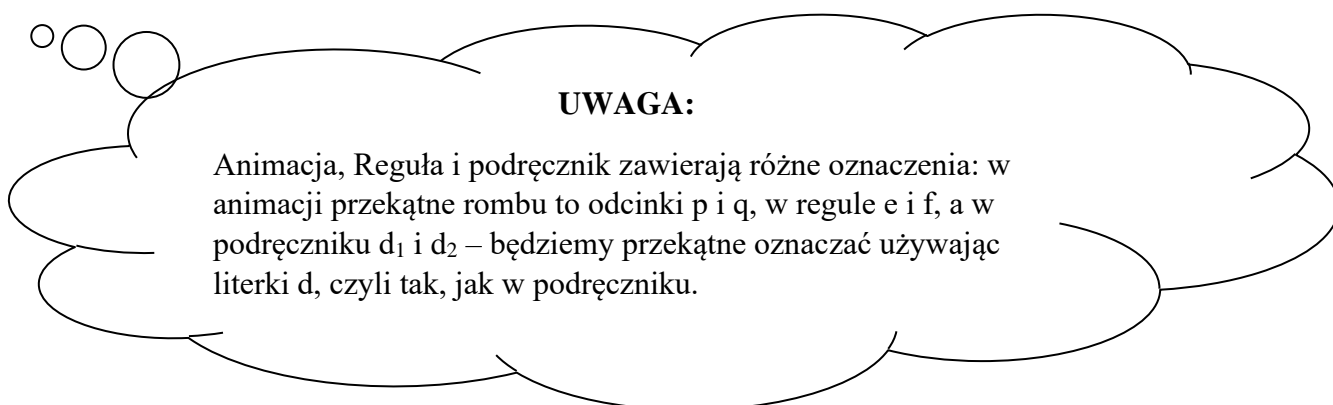 UWAGA:
Animacja, Reguła i podręcznik zawierają różne oznaczenia: w
animacji przekątne rombu to odcinki p i q, w regule e i f, a w
podręczniku d₁ i d₂ – będziemy przekątne oznaczać używając
literki d, czyli tak, jak w podręczniku.